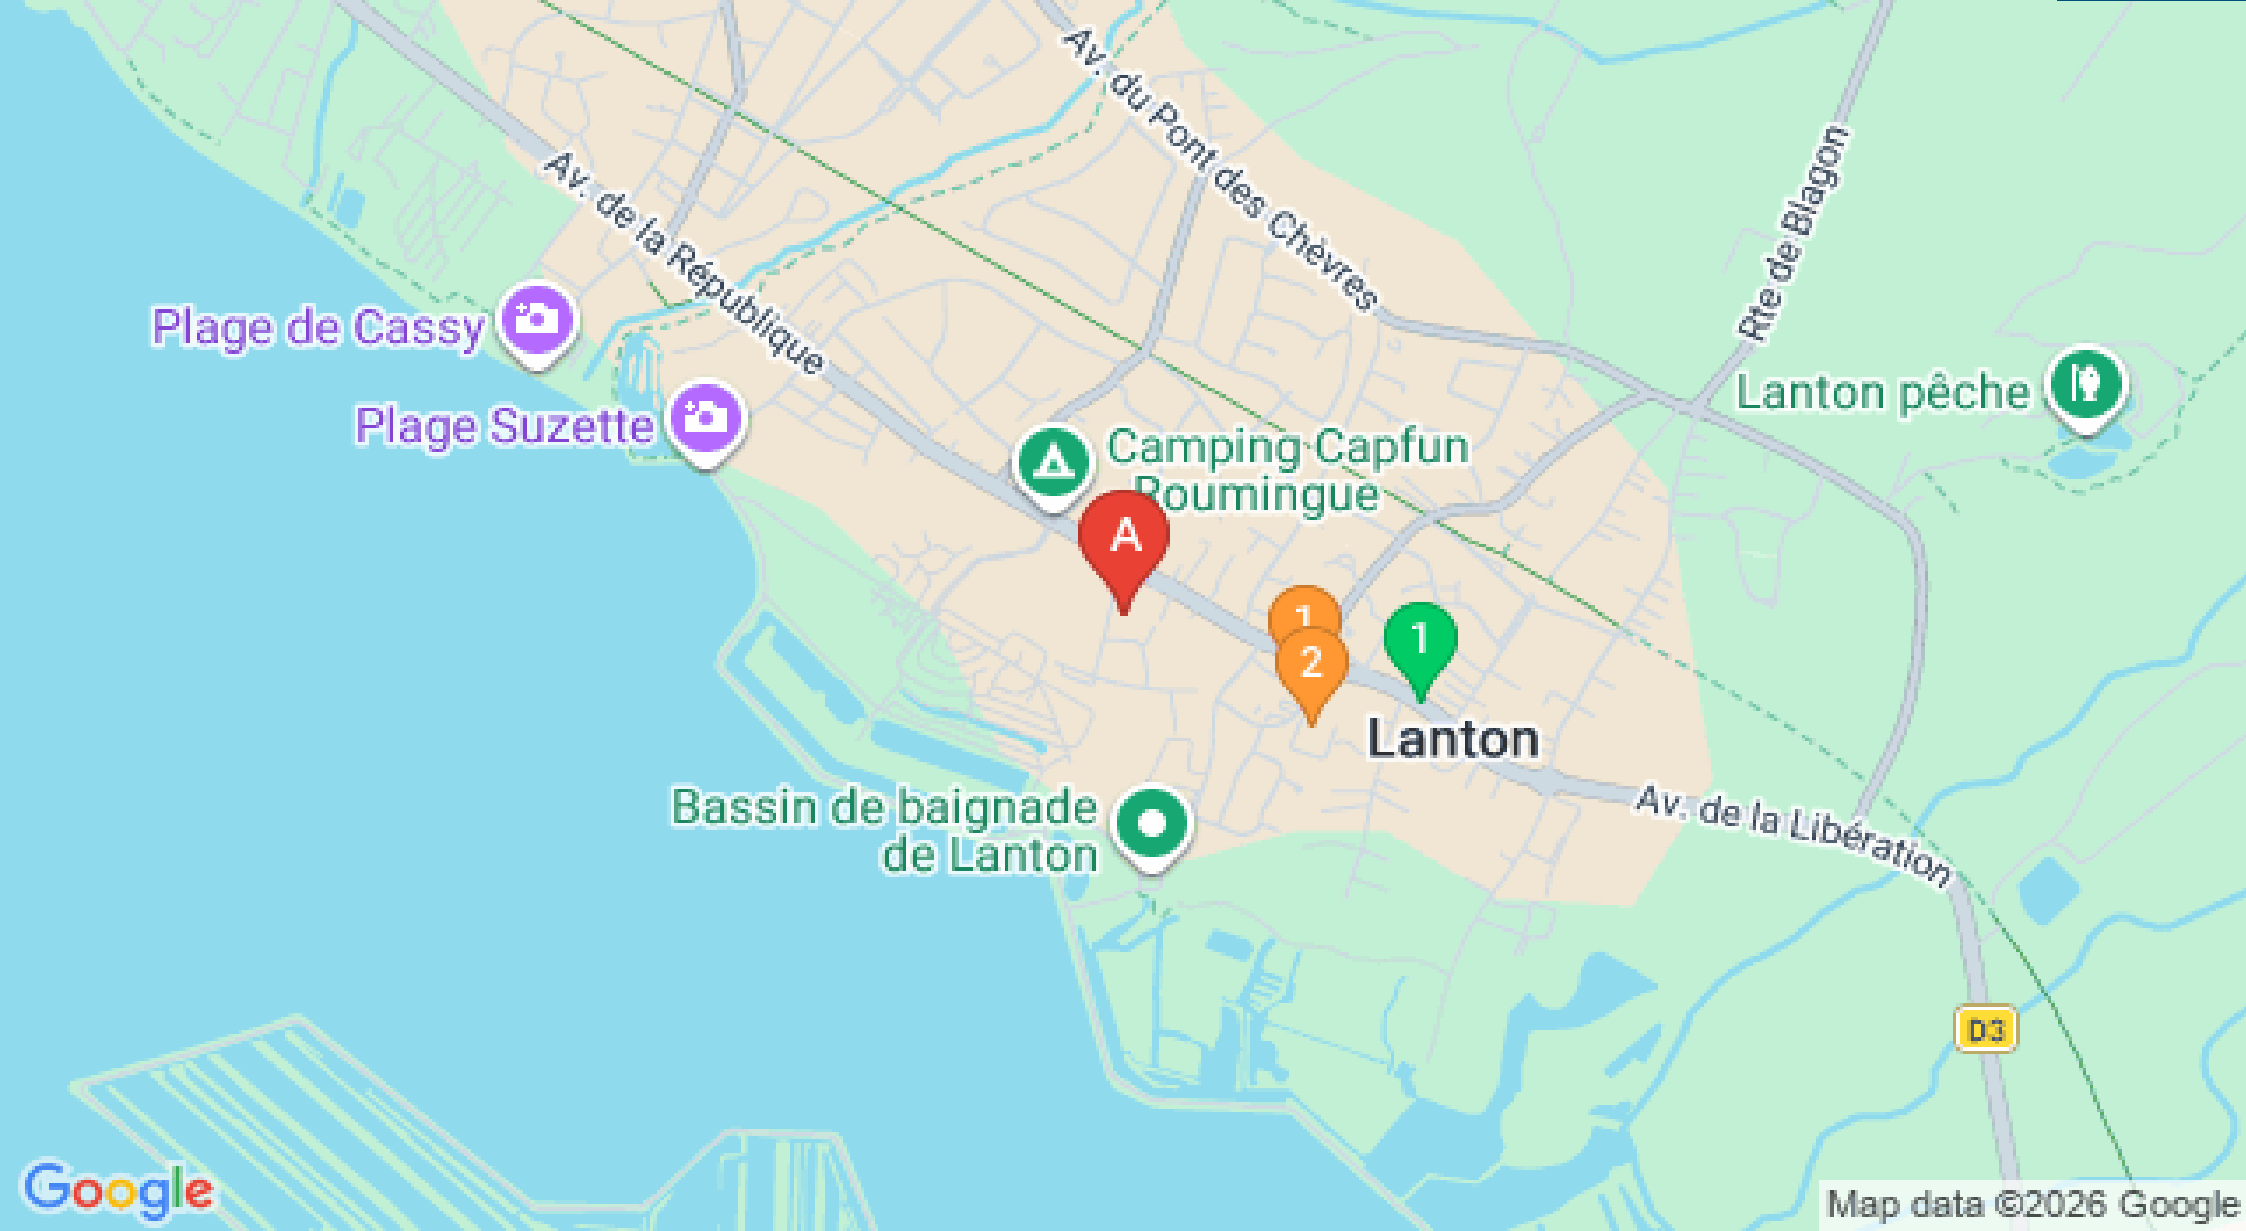 Av. du Pont des Chèvres
Av. de la République
Rte de Blagon
Plage de Cassy
Plage Suzette
Lanton pêche
Camping Capfun
Roumingue
A
1
2
1
Lanton
Bassin de baignade
de Lanton
Av. de la Libération
D3
Google
Map data ©2026 Google